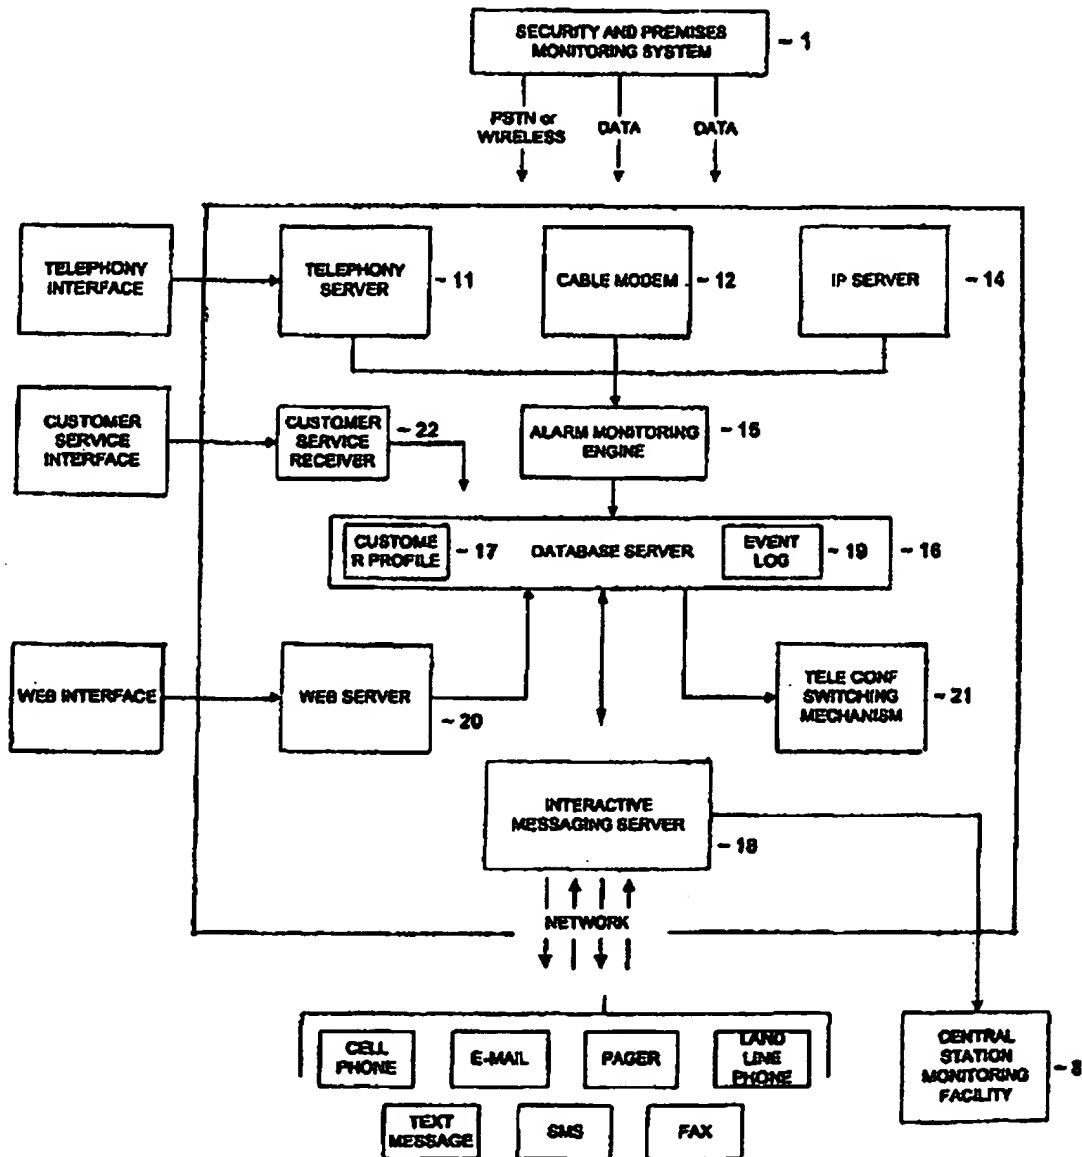 SECURITY AND PREMISES
MONITORING SYSTEM
~ 1
PSTN or
WIRELESS
DATA
DATA
TELEPHONY
INTERFACE
TELEPHONY
SERVER
~ 11
CABLE MODEM
~ 12
IP SERVER
~ 14
CUSTOMER
SERVICE
INTERFACE
CUSTOMER
SERVICE
RECEIVER
~ 22
ALARM MONITORING
ENGINE
~ 15
CUSTOME
R PROFILE
~ 17
DATABASE SERVER
EVENT
LOG
~ 19
~ 16
WEB INTERFACE
WEB SERVER
~ 20
TELE CONF
SWITCHING
MECHANISM
~ 21
INTERACTIVE
MESSAGING SERVER
~ 18
NETWORK
CELL
PHONE
E-MAIL
PAGER
LAND
LINE
PHONE
CENTRAL
STATION
MONITORING
FACILITY
~ 8
TEXT
MESSAGE
SMS
FAX